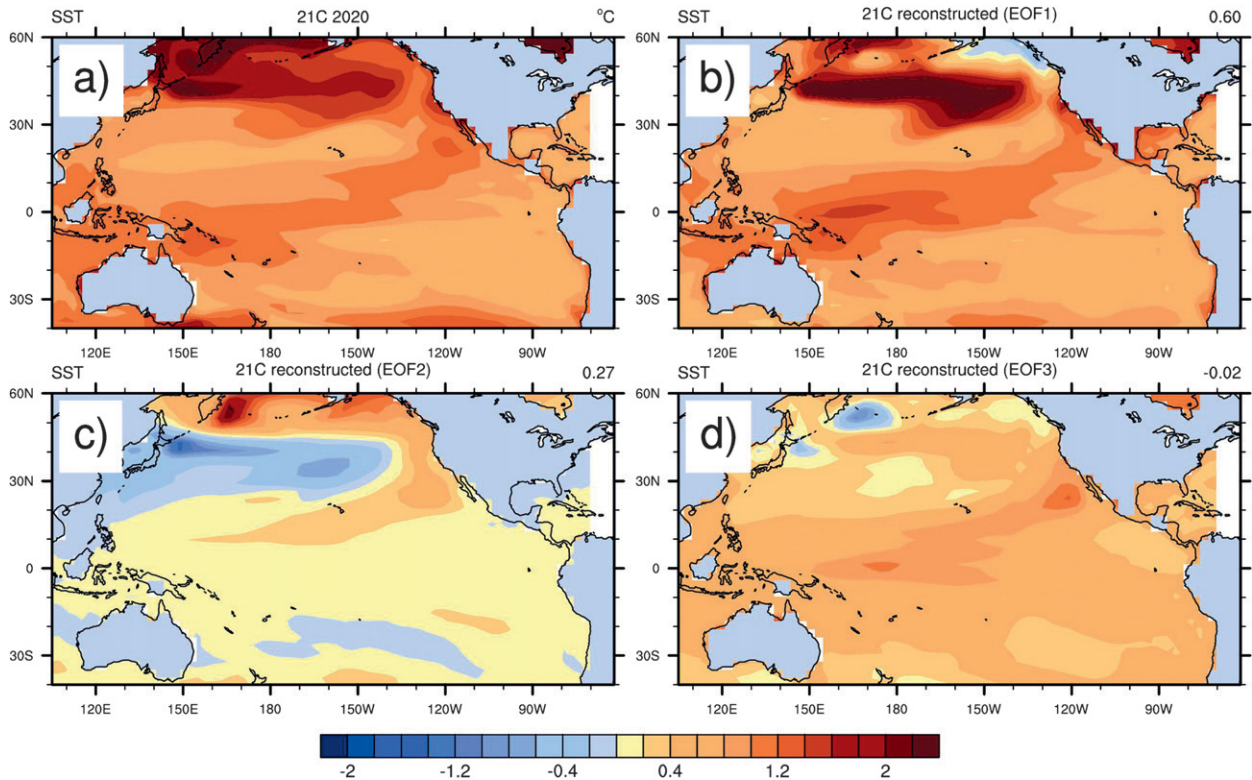 SST 21C 2020 °C
a)
60N
30N
0
30S
120E 150E 180 150W 120W 90W
SST 21C reconstructed (EOF1) 0.60
b)
60N
30N
0
30S
120E 150E 180 150W 120W 90W
SST 21C reconstructed (EOF2) 0.27
c)
60N
30N
0
30S
120E 150E 180 150W 120W 90W
SST 21C reconstructed (EOF3) -0.02
d)
60N
30N
0
30S
120E 150E 180 150W 120W 90W
-2 -1.2 -0.4 0.4 1.2 2